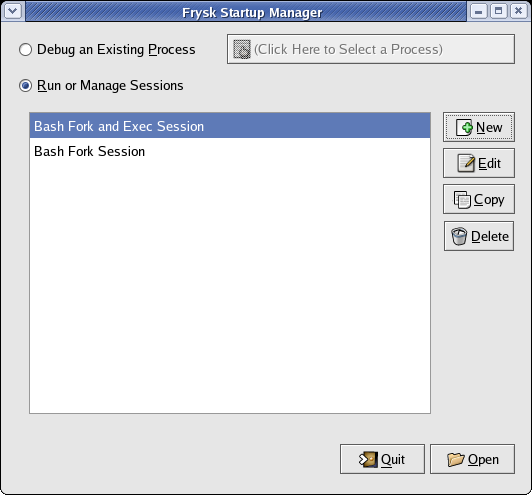 Frysk Startup Manager
Debug an Existing Process
(Click Here to Select a Process)
Run or Manage Sessions
Bash Fork and Exec Session
Bash Fork Session
New
Edit
Copy
Delete
Quit
Open